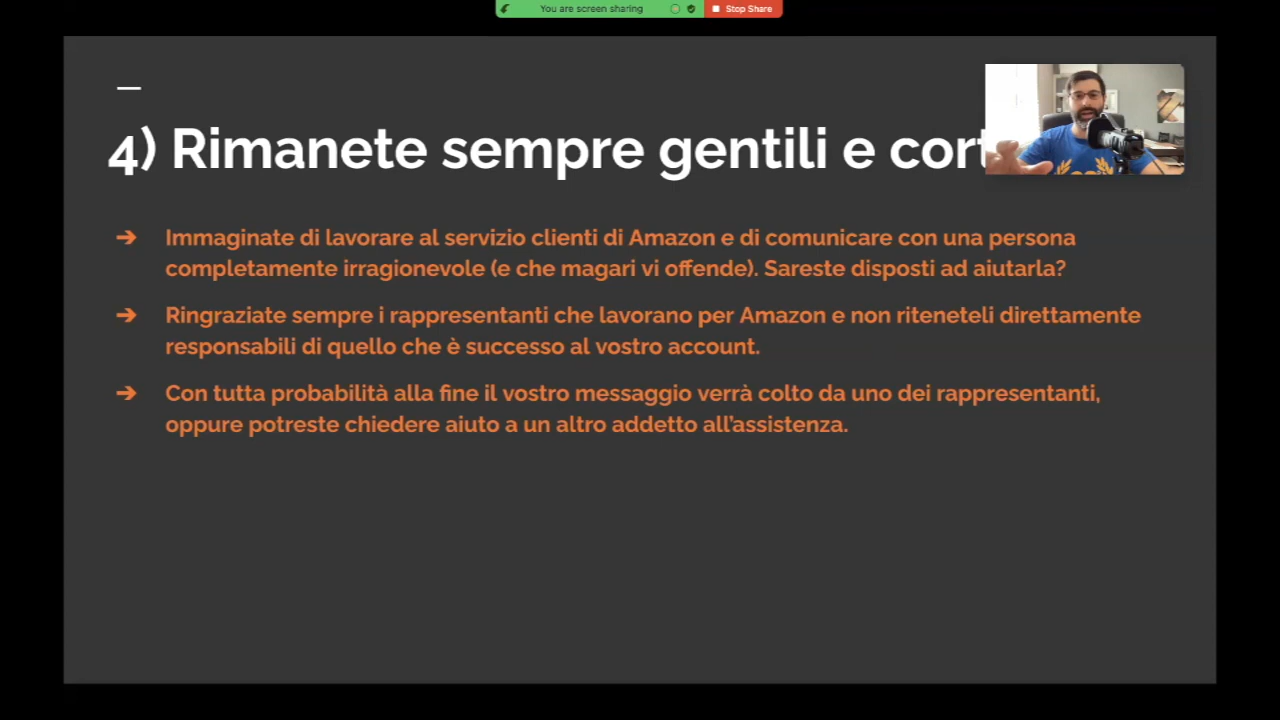 You are screen sharing
Stop Share
4) Rimanete sempre gentili e
➔ Immaginate di lavorare al servizio clienti di Amazon e di comunicare con una persona
completamente irragionevole (e che magari vi offende). Sareste disposti ad aiutarla?
➔ Ringraziate sempre i rappresentanti che lavorano per Amazon e non riteneteli direttamente
responsabili di quello che è successo al vostro account.
➔ Con tutta probabilità alla fine il vostro messaggio verrà colto da uno dei rappresentanti,
oppure potreste chiedere aiuto a un altro addetto all'assistenza.